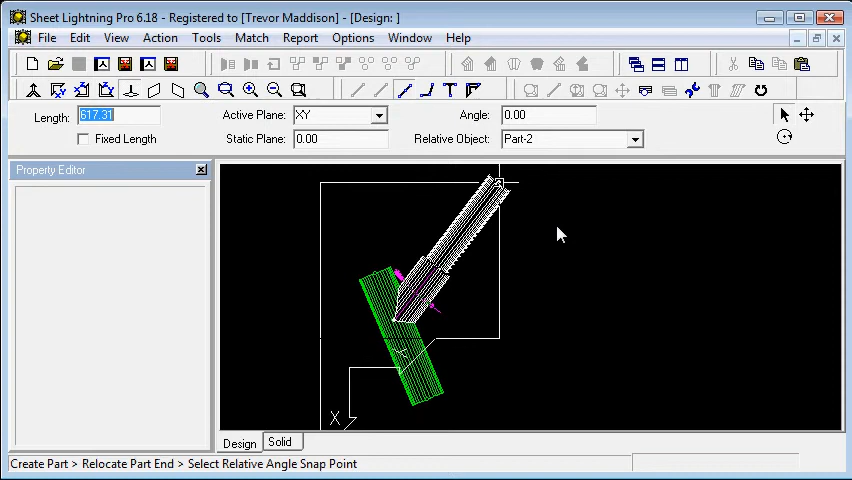 Sheet Lightning Pro 6.18 - Registered to [Trevor Maddison] - [Design: ]
File Edit View Action Tools Match Report Options Window Help
Length: 617.31 Active Plane: XY Angle: 0.00
Fixed Length Static Plane: 0.00 Relative Object: Part-2
Property Editor
X
Design Solid
Create Part > Relocate Part End > Select Relative Angle Snap Point